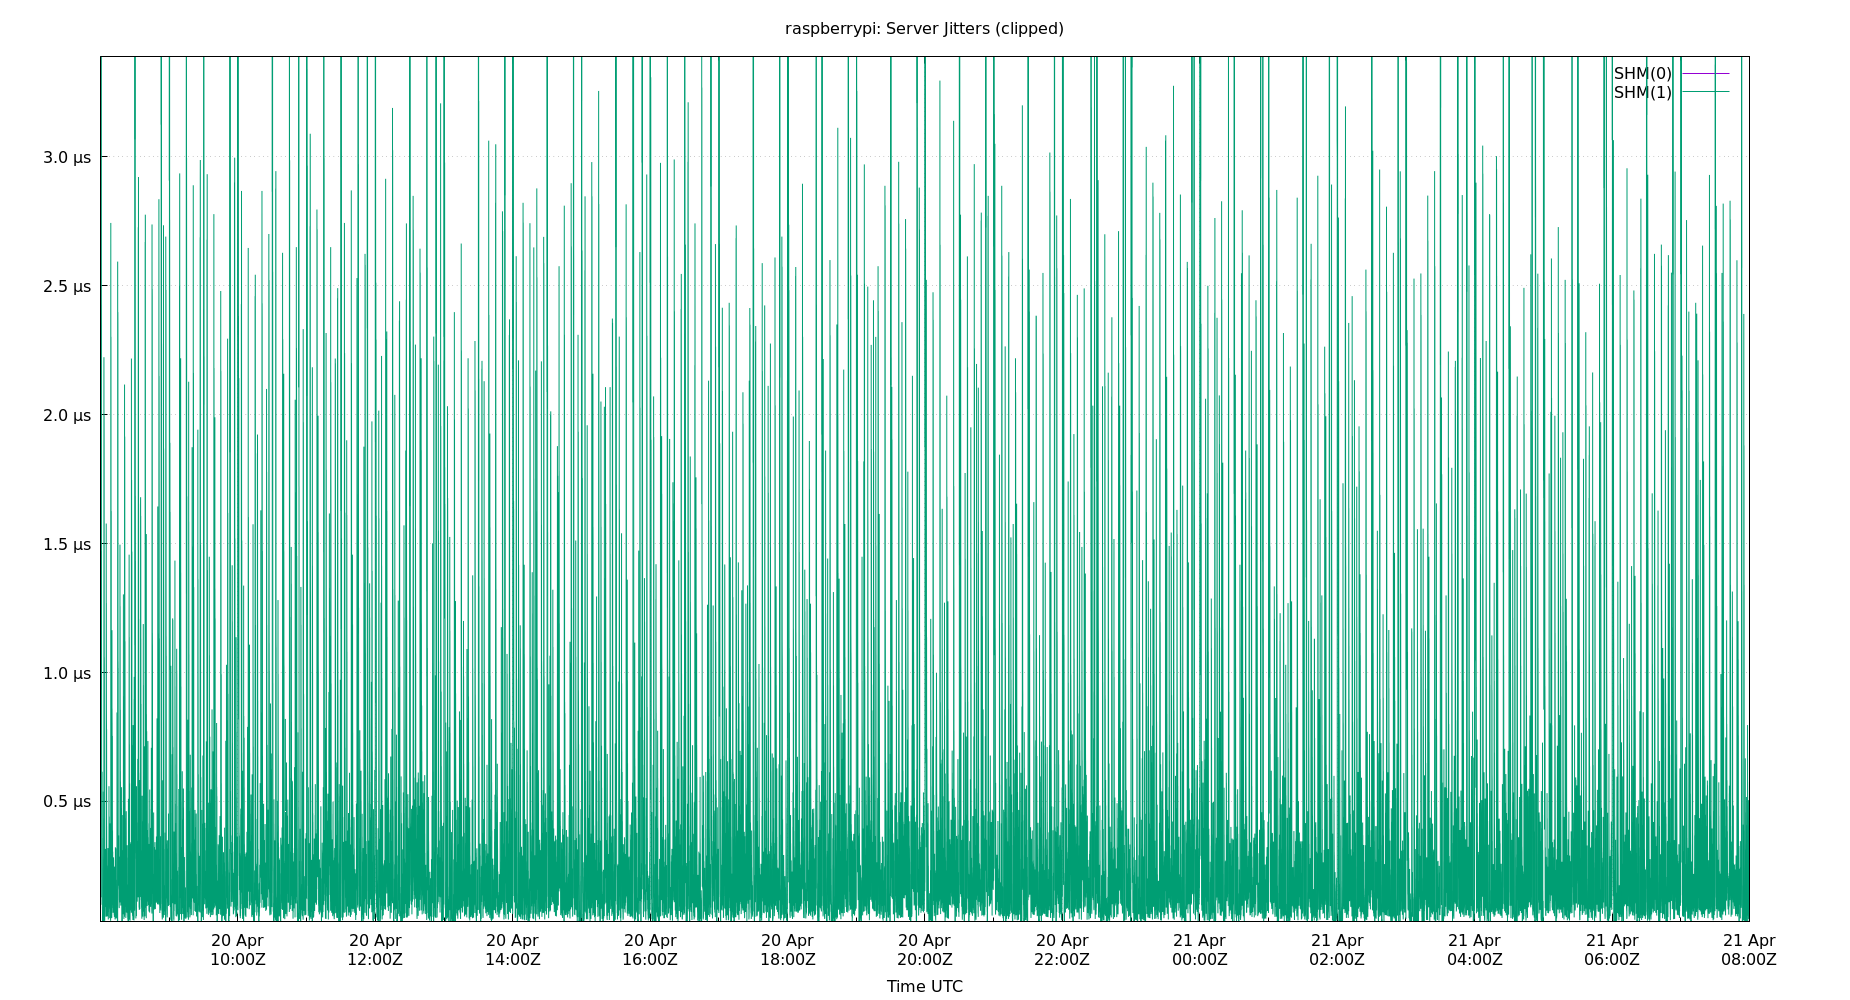 raspberrypi: Server Jitters (clipped)
SHM(0)
SHM(1)
3.0 µs
2.5 µs
2.0 µs
1.5 µs
1.0 µs
0.5 µs
20 Apr 20 Apr 20 Apr 20 Apr 20 Apr 20 Apr 20 Apr 21 Apr 21 Apr 21 Apr 21 Apr 21 Apr
10:00Z 12:00Z 14:00Z 16:00Z 18:00Z 20:00Z 22:00Z 00:00Z 02:00Z 04:00Z 06:00Z 08:00Z
Time UTC